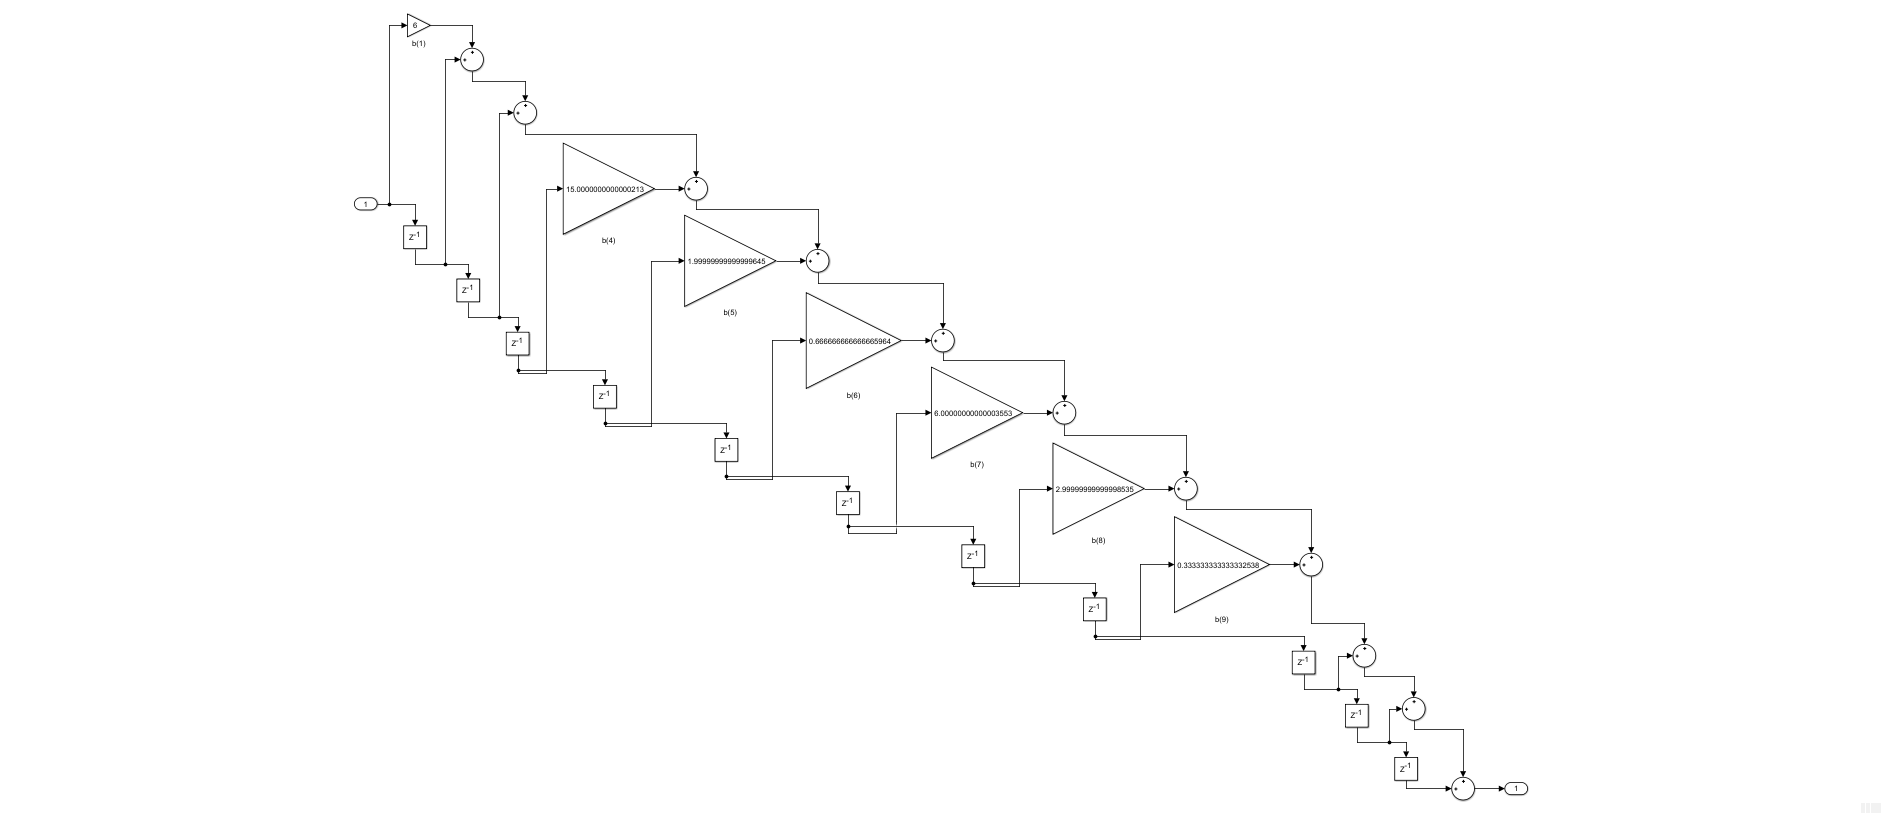 6
b(1)
+
+
+
+
15.0000000000000213
+
+
b(4)
1
z-1
1.99999999999999645
+
+
b(5)
z-1
0.666666666666665964
+
+
b(6)
z-1
6.00000000000003553
+
+
b(7)
z-1
2.99999999999998535
+
+
b(8)
z-1
0.333333333333332538
+
+
b(9)
z-1
z-1
z-1
z-1
+
+
z-1
+
+
z-1
z-1
+
+
1